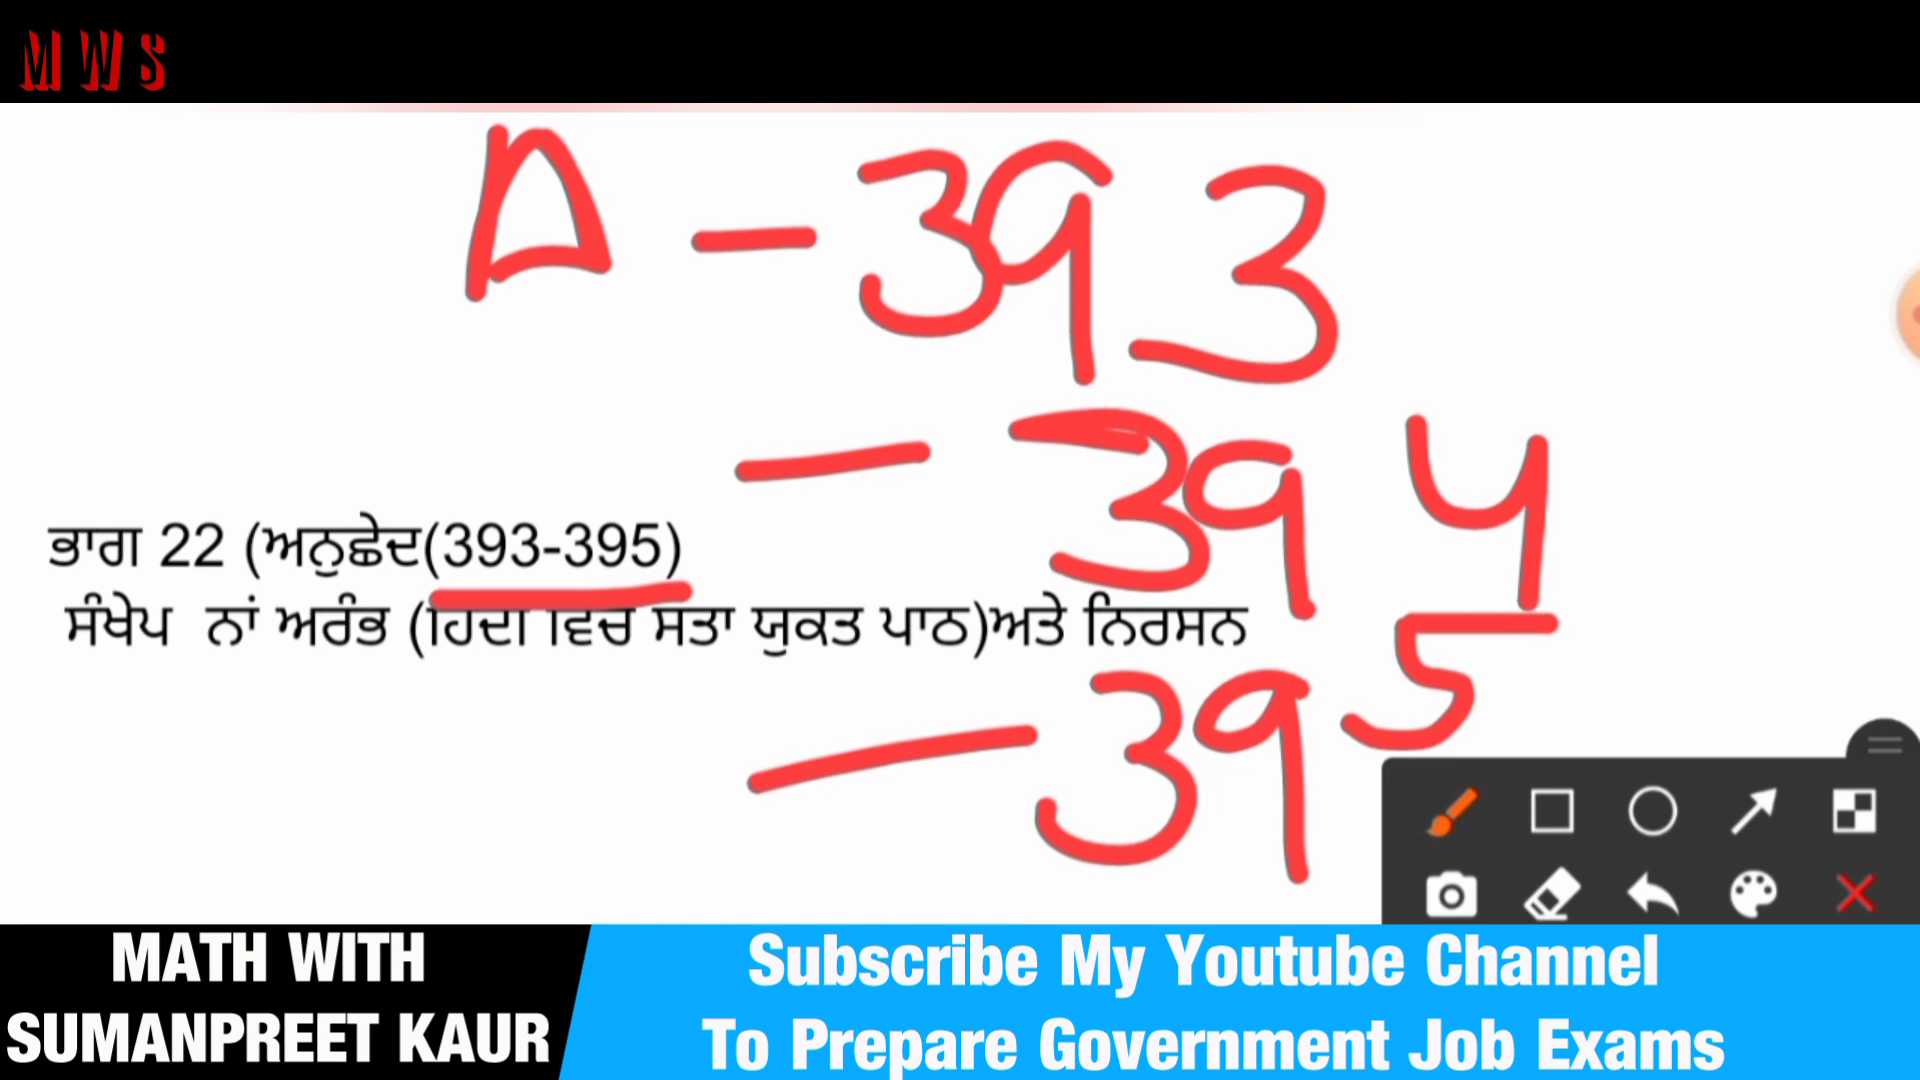 MWS
A - 393
- 394
ਭਾਗ 22 (ਅਨੁਛੇਦ(393-395)
ਸੰਖੇਪ ਨਾਂ ਅਰੰਭ (ਹਿੰਦੀ ਵਿਚ ਸਤਾ ਯੁਕਤ ਪਾਠ)ਅਤੇ ਨਿਰਸਨ
- 395
MATH WITH
SUMANPREET KAUR
Subscribe My Youtube Channel
To Prepare Government Job Exams